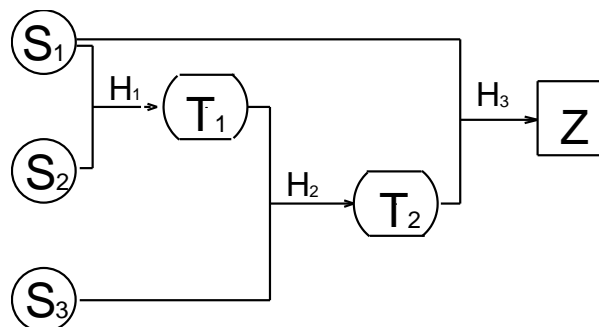 S₁
H₁
T₁
H₃
Z
S₂
H₂
T₂
S₃